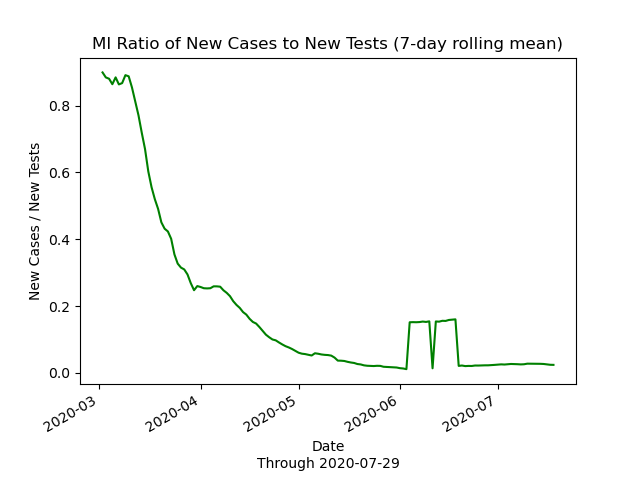 MI Ratio of New Cases to New Tests (7-day rolling mean)
New Cases / New Tests
0.8
0.6
0.4
0.2
0.0
2020-03
2020-04
2020-05
2020-06
2020-07
Date
Through 2020-07-29